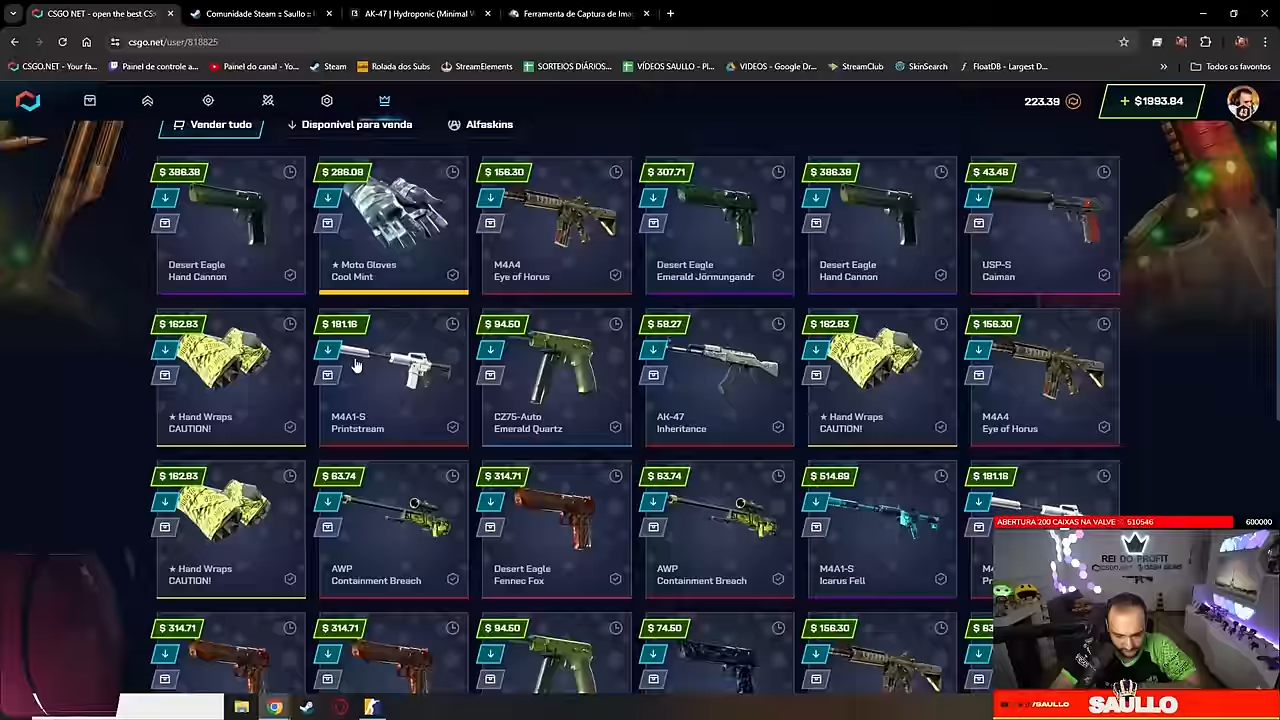 CSGO NET - open the best CS:
Comunidade Steam :: Saullo ::
AK-47 | Hydroponic (Minimal V
Ferramenta de Captura de Ima
csgo.net/user/818825
CSGO.NET - Your fa...
Painel de controle a...
Painel do canal - Yo...
Steam
Rolada dos Subs
StreamElements
SORTEIOS DIÁRIOS...
VÍDEOS SAULLO - Pl...
VIDEOS - Google Dr...
StreamClub
SkinSearch
FloatDB - Largest D...
Todos os favoritos
223.39
+ $1993.84
43
Vender tudo
Disponível para venda
Alfaskins
$ 386.38
$ 286.08
$ 156.30
$ 307.71
$ 386.38
$ 43.46
Desert Eagle
Hand Cannon
★ Moto Gloves
Cool Mint
M4A4
Eye of Horus
Desert Eagle
Emerald Jörmungandr
Desert Eagle
Hand Cannon
USP-S
Caiman
$ 162.83
$ 181.16
$ 94.50
$ 58.27
$ 162.83
$ 156.30
★ Hand Wraps
CAUTION!
M4A1-S
Printstream
CZ75-Auto
Emerald Quartz
AK-47
Inheritance
★ Hand Wraps
CAUTION!
M4A4
Eye of Horus
$ 162.83
$ 63.74
$ 314.71
$ 63.74
$ 514.69
$ 181.16
★ Hand Wraps
CAUTION!
AWP
Containment Breach
Desert Eagle
Fennec Fox
AWP
Containment Breach
M4A1-S
Icarus Fell
ABERTURA 200 CAIXAS NA VALVE
510546
600000
REI DO PROFIT
$ 314.71
$ 314.71
$ 94.50
$ 74.50
$ 156.30
/SAULLO
SAULLO